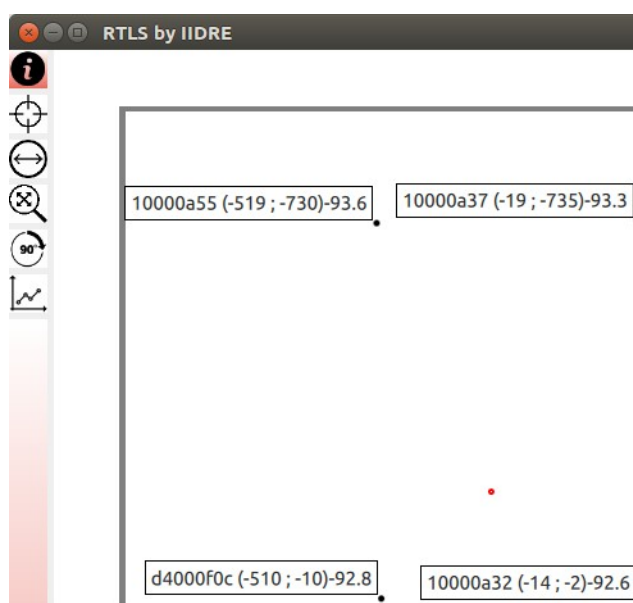 RTLS by IIDRE
i
10000a55 (-519 ; -730)-93.6
10000a37 (-19 ; -735)-93.3
90°
d4000f0c (-510 ; -10)-92.8
10000a32 (-14 ; -2)-92.6